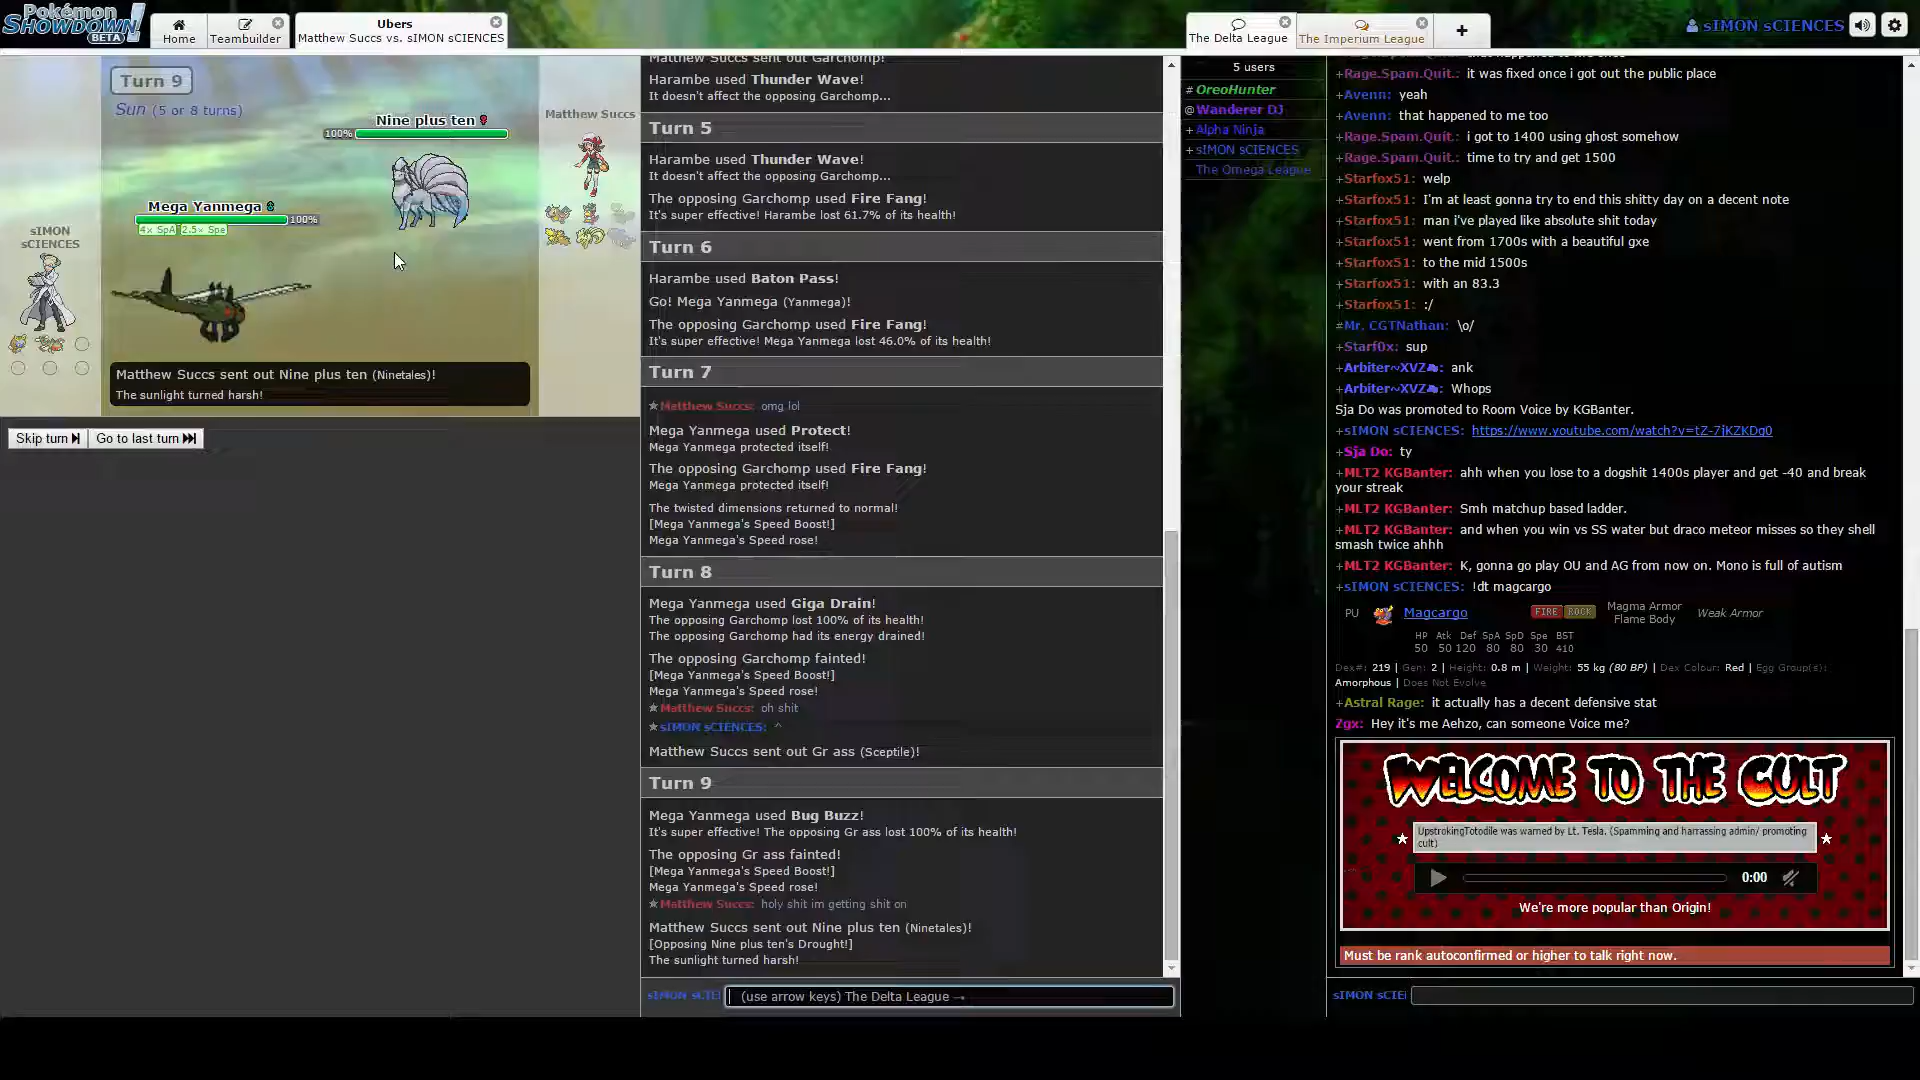 Pokémon
SHOWDOWN!
BETA
Home
Teambuilder
Ubers
Matthew Succs vs. sIMON sCIENCES
The Delta League
The Imperium League
sIMON sCIENCES
Turn 9
Sun (5 or 8 turns)
Nine plus ten
100%
Mega Yanmega
100%
4x SpA 2.5x Spe
sIMON
sCIENCES
Matthew Succs
Matthew Succs sent out Nine plus ten (Ninetales)!
The sunlight turned harsh!
Skip turn
Go to last turn
Matthew Succs sent out Garchomp!
Harambe used Thunder Wave!
It doesn't affect the opposing Garchomp...
Turn 5
Harambe used Thunder Wave!
It doesn't affect the opposing Garchomp...
The opposing Garchomp used Fire Fang!
It's super effective! Harambe lost 61.7% of its health!
Turn 6
Harambe used Baton Pass!
Go! Mega Yanmega (Yanmega)!
The opposing Garchomp used Fire Fang!
It's super effective! Mega Yanmega lost 46.0% of its health!
Turn 7
★Matthew Succs: omg lol
Mega Yanmega used Protect!
Mega Yanmega protected itself!
The opposing Garchomp used Fire Fang!
Mega Yanmega protected itself!
The twisted dimensions returned to normal!
[Mega Yanmega's Speed Boost!]
Mega Yanmega's Speed rose!
Turn 8
Mega Yanmega used Giga Drain!
The opposing Garchomp lost 100% of its health!
The opposing Garchomp had its energy drained!
The opposing Garchomp fainted!
[Mega Yanmega's Speed Boost!]
Mega Yanmega's Speed rose!
★Matthew Succs: oh shit
★sIMON sCIENCES: ^
Matthew Succs sent out Gr ass (Sceptile)!
Turn 9
Mega Yanmega used Bug Buzz!
It's super effective! The opposing Gr ass lost 100% of its health!
The opposing Gr ass fainted!
[Mega Yanmega's Speed Boost!]
Mega Yanmega's Speed rose!
★Matthew Succs: holy shit im getting shit on
Matthew Succs sent out Nine plus ten (Ninetales)!
[Opposing Nine plus ten's Drought!]
The sunlight turned harsh!
sIMON sCIE
(use arrow keys) The Delta League →
5 users
#OreoHunter
@Wanderer DJ
+Alpha Ninja
+sIMON sCIENCES
The Omega League
+Rage.Spam.Quit.: it was fixed once i got out the public place
+Avenn: yeah
+Avenn: that happened to me too
+Rage.Spam.Quit.: i got to 1400 using ghost somehow
+Rage.Spam.Quit.: time to try and get 1500
+Starfox51: welp
+Starfox51: I'm at least gonna try to end this shitty day on a decent note
+Starfox51: man i've played like absolute shit today
+Starfox51: went from 1700s with a beautiful gxe
+Starfox51: to the mid 1500s
+Starfox51: with an 83.3
+Starfox51: :/
#Mr. CGTNathan: \o/
+Starf0x: sup
+Arbiter~XVZ: ank
+Arbiter~XVZ: Whops
Sja Do was promoted to Room Voice by KGBanter.
+sIMON sCIENCES: https://www.youtube.com/watch?v=tZ-7jKZKDg0
+Sja Do: ty
+MLT2 KGBanter: ahh when you lose to a dogshit 1400s player and get -40 and break
your streak
+MLT2 KGBanter: Smh matchup based ladder.
+MLT2 KGBanter: and when you win vs SS water but draco meteor misses so they shell
smash twice ahhh
+MLT2 KGBanter: K, gonna go play OU and AG from now on. Mono is full of autism
+sIMON sCIENCES: !dt magcargo
PU Magcargo FIRE ROCK Magma Armor Flame Body Weak Armor
HP Atk Def SpA SpD Spe BST
50 50 120 80 80 30 410
Dex#: 219 | Gen: 2 | Height: 0.8 m | Weight: 55 kg (80 BP) | Dex Colour: Red | Egg Group(s):
Amorphous | Does Not Evolve
+Astral Rage: it actually has a decent defensive stat
Zgx: Hey it's me Aehzo, can someone Voice me?
WELCOME TO THE CULT
UpstrokingTotodile was warned by Lt. Tesla. (Spamming and harrassing admin/ promoting
cult)
0:00
We're more popular than Origin!
Must be rank autoconfirmed or higher to talk right now.
sIMON sCIE